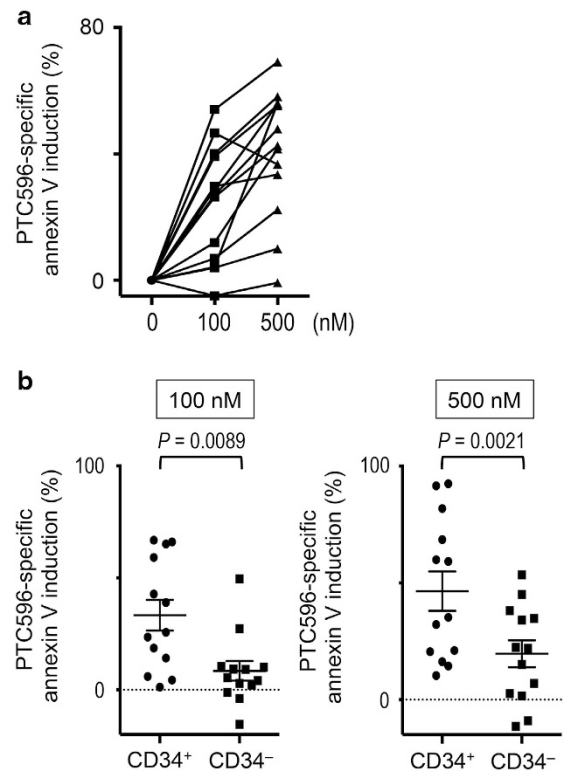 a
PTC596-specific
annexin V induction (%)
80
0
0 100 500 (nM)
b
100 nM
P = 0.0089
PTC596-specific
annexin V induction (%)
100
0
CD34⁺ CD34⁻
500 nM
P = 0.0021
PTC596-specific
annexin V induction (%)
100
0
CD34⁺ CD34⁻